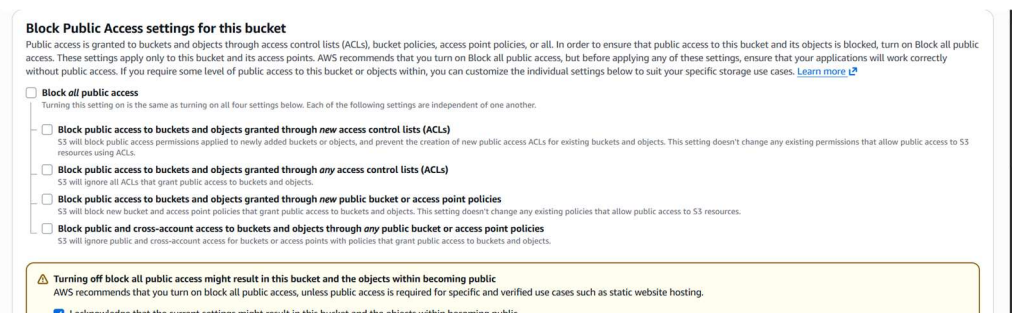 Block Public Access settings for this bucket
Public access is granted to buckets and objects through access control lists (ACLs), bucket policies, access point policies, or all. In order to ensure that public access to this bucket and its objects is blocked, turn on Block all public
access. These settings apply only to this bucket and its access points. AWS recommends that you turn on Block all public access, but before applying any of these settings, ensure that your applications will work correctly
without public access. If you require some level of public access to this bucket or objects within, you can customize the individual settings below to suit your specific storage use cases. Learn more
Block all public access
Turning this setting on is the same as turning on all four settings below. Each of the following settings are independent of one another.
Block public access to buckets and objects granted through new access control lists (ACLs)
S3 will block public access permissions applied to newly added buckets or objects, and prevent the creation of new public access ACLs for existing buckets and objects. This setting doesn't change any existing permissions that allow public access to S3
resources using ACLs.
Block public access to buckets and objects granted through any access control lists (ACLs)
S3 will ignore all ACLs that grant public access to buckets and objects.
Block public access to buckets and objects granted through new public bucket or access point policies
S3 will block new bucket and access point policies that grant public access to buckets and objects. This setting doesn't change any existing policies that allow public access to S3 resources.
Block public and cross-account access to buckets and objects through any public bucket or access point policies
S3 will ignore public and cross-account access for buckets or access points with policies that grant public access to buckets and objects.
Turning off block all public access might result in this bucket and the objects within becoming public
AWS recommends that you turn on block all public access, unless public access is required for specific and verified use cases such as static website hosting.
I acknowledge that the current settings might result in this bucket and the objects within becoming public.